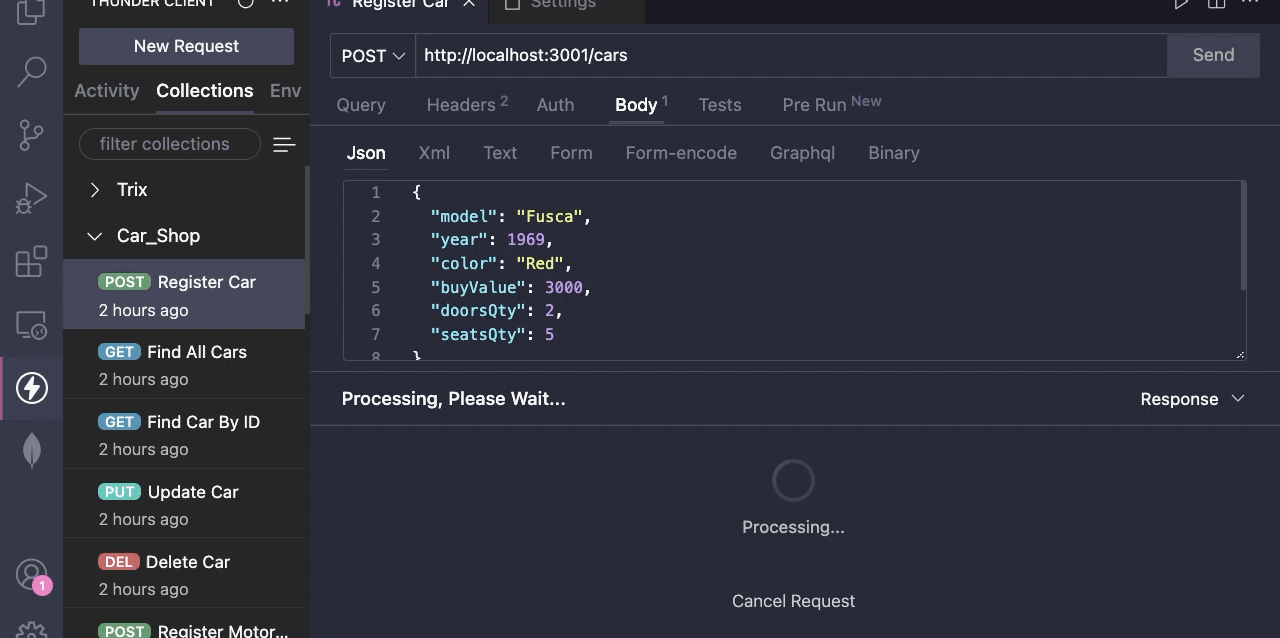 THUNDER CLIENT
New Request
Activity Collections Env
filter collections
Trix
Car_Shop
POST Register Car
2 hours ago
GET Find All Cars
2 hours ago
GET Find Car By ID
2 hours ago
PUT Update Car
2 hours ago
DEL Delete Car
2 hours ago
POST Register Motor...
1
TC Register Car
Settings
POST http://localhost:3001/cars Send
Query Headers 2 Auth Body 1 Tests Pre Run New
Json Xml Text Form Form-encode Graphql Binary
1 {
2 "model": "Fusca",
3 "year": 1969,
4 "color": "Red",
5 "buyValue": 3000,
6 "doorsQty": 2,
7 "seatsQty": 5
8 }
Processing, Please Wait... Response
Processing...
Cancel Request